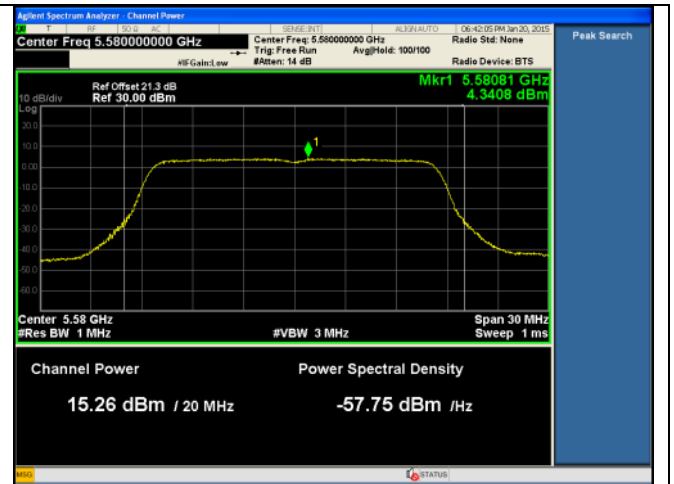 Agilent Spectrum Analyzer - Channel Power
T RF 50 Ω AC SENSE:INT ALIGNAUTO 06:42:05 PM Jan 20, 2015
Center Freq 5.580000000 GHz Center Freq: 5.580000000 GHz Radio Std: None Peak Search
Trig: Free Run Avg|Hold: 100/100
#IFGain:Low #Atten: 14 dB Radio Device: BTS
Mkr1 5.58081 GHz
Ref Offset 21.3 dB
10 dB/div Ref 30.00 dBm 4.3408 dBm
Log
20.0
10.0
0.00
-10.0
-20.0
-30.0
-40.0
-50.0
-60.0
1
Center 5.58 GHz Span 30 MHz
#Res BW 1 MHz #VBW 3 MHz Sweep 1 ms
Channel Power Power Spectral Density
15.26 dBm / 20 MHz -57.75 dBm /Hz
MSG STATUS